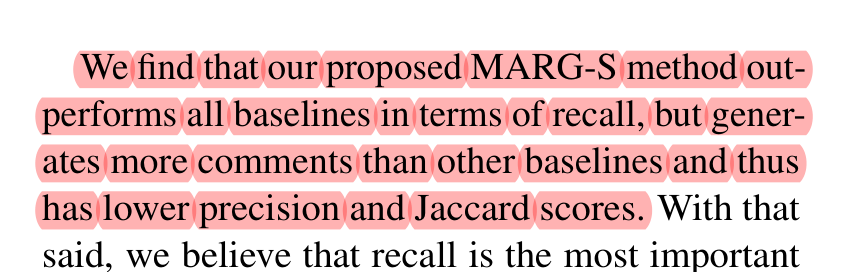 We find that our proposed MARG-S method out-
performs all baselines in terms of recall, but gener-
ates more comments than other baselines and thus
has lower precision and Jaccard scores. With that
said, we believe that recall is the most important